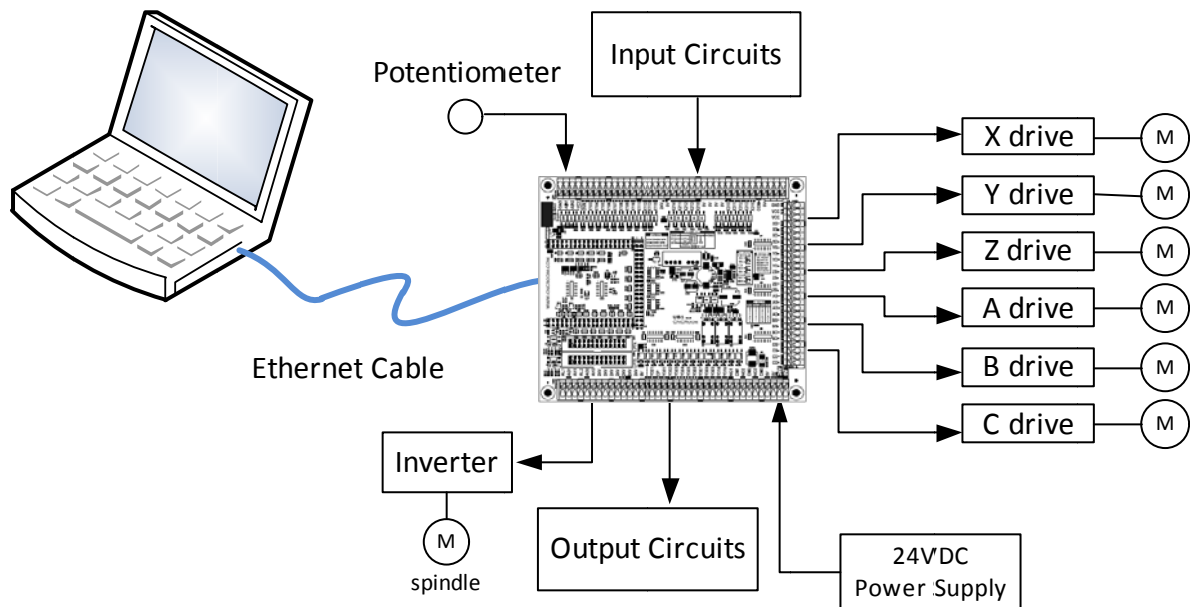 Potentiometer
Input Circuits
X drive
M
Y drive
M
Z drive
M
A drive
M
B drive
M
C drive
M
Ethernet Cable
Inverter
M
spindle
Output Circuits
24VDC
Power Supply